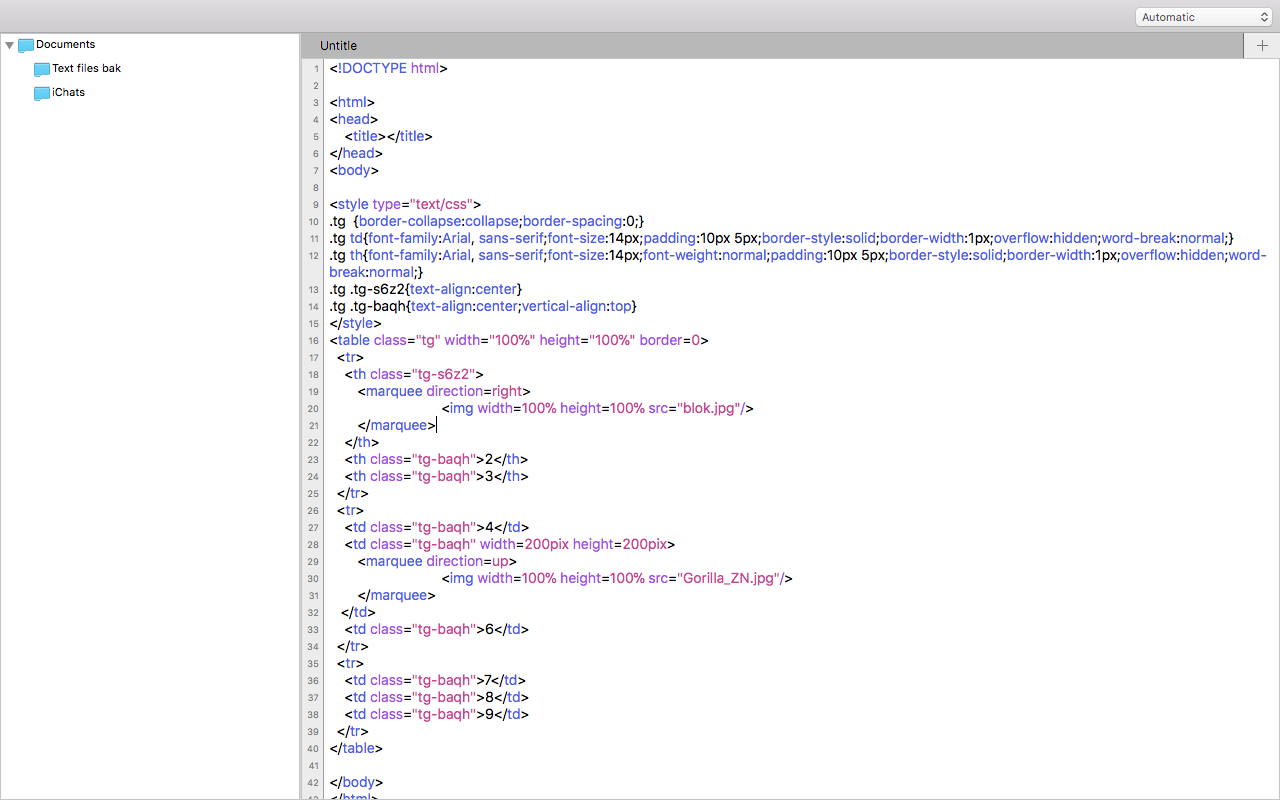 Automatic
Documents
Text files bak
iChats
Untitle
1 <!DOCTYPE html>
2
3 <html>
4 <head>
5 <title></title>
6 </head>
7 <body>
8
9 <style type="text/css">
10 .tg  {border-collapse:collapse;border-spacing:0;}
11 .tg td{font-family:Arial, sans-serif;font-size:14px;padding:10px 5px;border-style:solid;border-width:1px;overflow:hidden;word-break:normal;}
12 .tg th{font-family:Arial, sans-serif;font-size:14px;font-weight:normal;padding:10px 5px;border-style:solid;border-width:1px;overflow:hidden;word-
break:normal;}
13 .tg .tg-s6z2{text-align:center}
14 .tg .tg-baqh{text-align:center;vertical-align:top}
15 </style>
16 <table class="tg" width="100%" height="100%" border=0>
17 <tr>
18 <th class="tg-s6z2">
19 <marquee direction=right>
20 <img width=100% height=100% src="blok.jpg"/>
21 </marquee>
22 </th>
23 <th class="tg-baqh">2</th>
24 <th class="tg-baqh">3</th>
25 </tr>
26 <tr>
27 <td class="tg-baqh">4</td>
28 <td class="tg-baqh" width=200pix height=200pix>
29 <marquee direction=up>
30 <img width=100% height=100% src="Gorilla_ZN.jpg"/>
31 </marquee>
32 </td>
33 <td class="tg-baqh">6</td>
34 </tr>
35 <tr>
36 <td class="tg-baqh">7</td>
37 <td class="tg-baqh">8</td>
38 <td class="tg-baqh">9</td>
39 </tr>
40 </table>
41
42 </body>
43 </html>